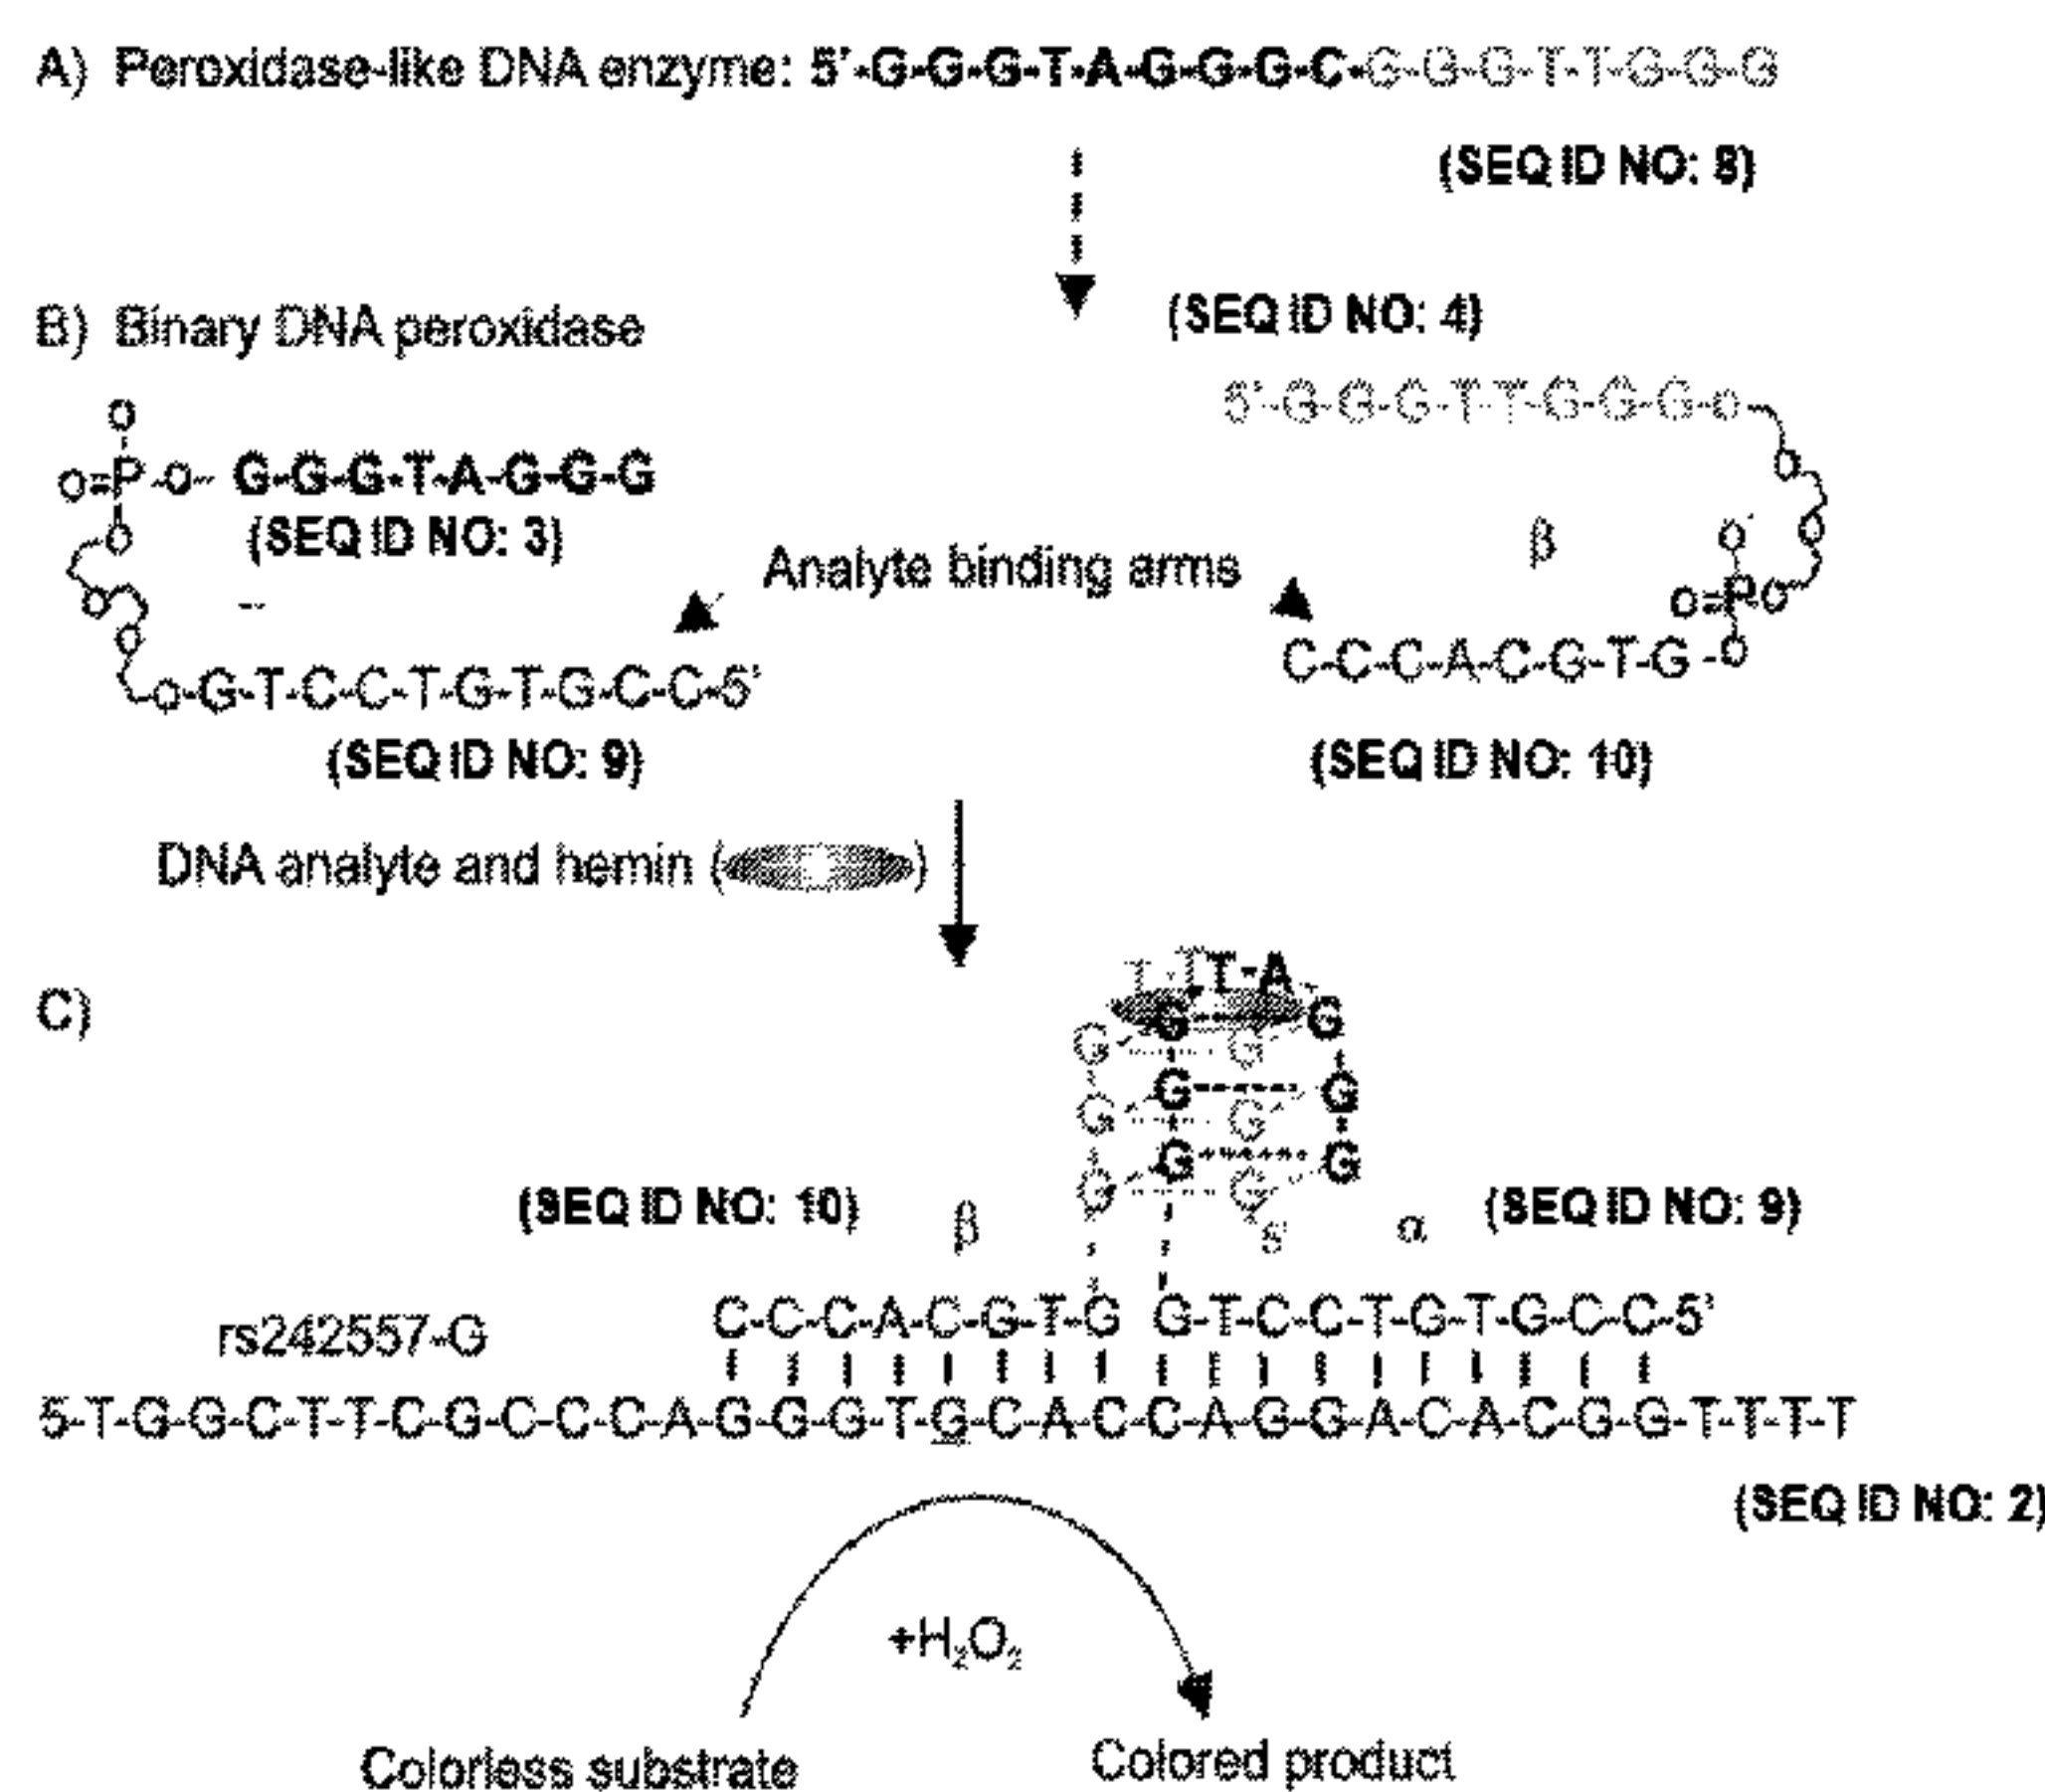 A) Peroxidase-like DNA enzyme: 5'-G-G-G-T-A-G-G-G-C-G-G-G-T-T-G-G-G
(SEQ ID NO: 8)
(SEQ ID NO: 4)
B) Binary DNA peroxidase
5'-G-G-G-T-T-G-G-G-o
O
O=P-O- G-G-G-T-A-G-G-G
O
(SEQ ID NO: 3)
O
O
β
O
O-
Analyte binding arms
O
O=P O
O
C-C-C-A-C-G-T-G -O
O-G-T-C-C-T-G-T-G-C-C-5'
(SEQ ID NO: 9)
(SEQ ID NO: 10)
DNA analyte and hemin ( )
C)
T-T T-A
G G
G G
G G
G G
G G
G G
(SEQ ID NO: 10)
β
5'
α
(SEQ ID NO: 9)
rs242557-G
C-C-C-A-C-G-T-G G-T-C-C-T-G-T-G-C-C-5'
5-T-G-G-C-T-T-C-G-C-C-C-A-G-G-G-T-G-C-A-C-C-A-G-G-A-C-A-C-G-G-T-T-T-T
(SEQ ID NO: 2)
+H₂O₂
Colorless substrate
Colored product